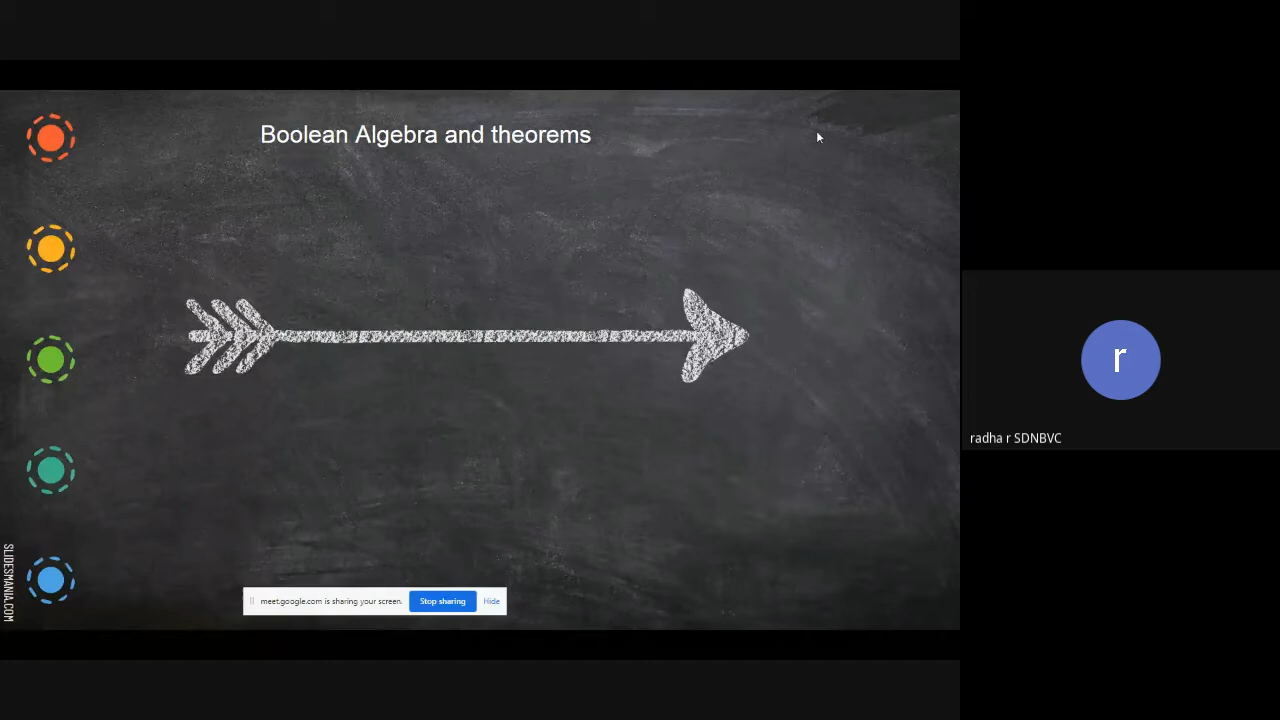 Boolean Algebra and theorems
SLIDESMANIA.COM
meet.google.com is sharing your screen.
Stop sharing
Hide
r
radha r SDNBVC